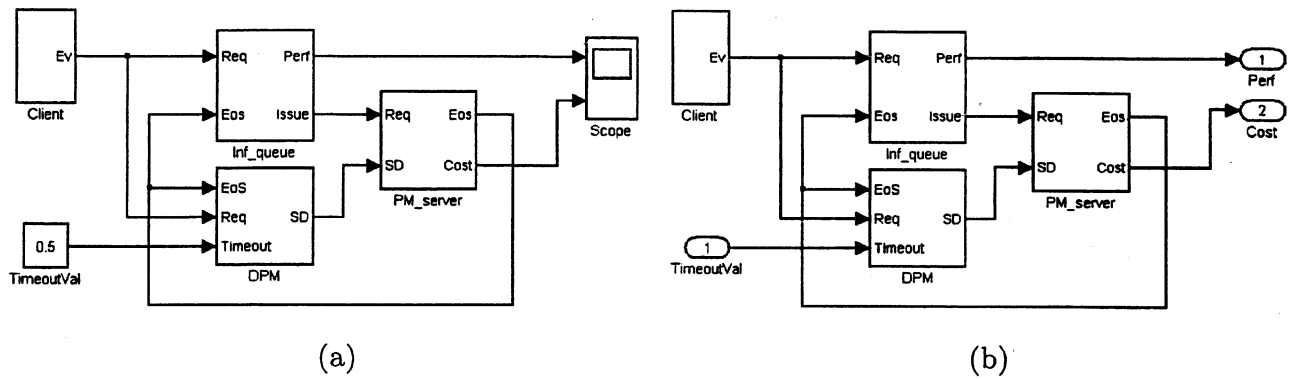 Ev
Client
Req
Perf
Eos
Issue
Inf_queue
EoS
Req
SD
Timeout
DPM
0.5
TimeoutVal
Req
Eos
SD
Cost
PM_server
Scope
(a)
Ev
Client
Req
Perf
Eos
Issue
Inf_queue
EoS
Req
SD
Timeout
DPM
1
TimeoutVal
Req
Eos
SD
Cost
PM_server
1
Perf
2
Cost
(b)